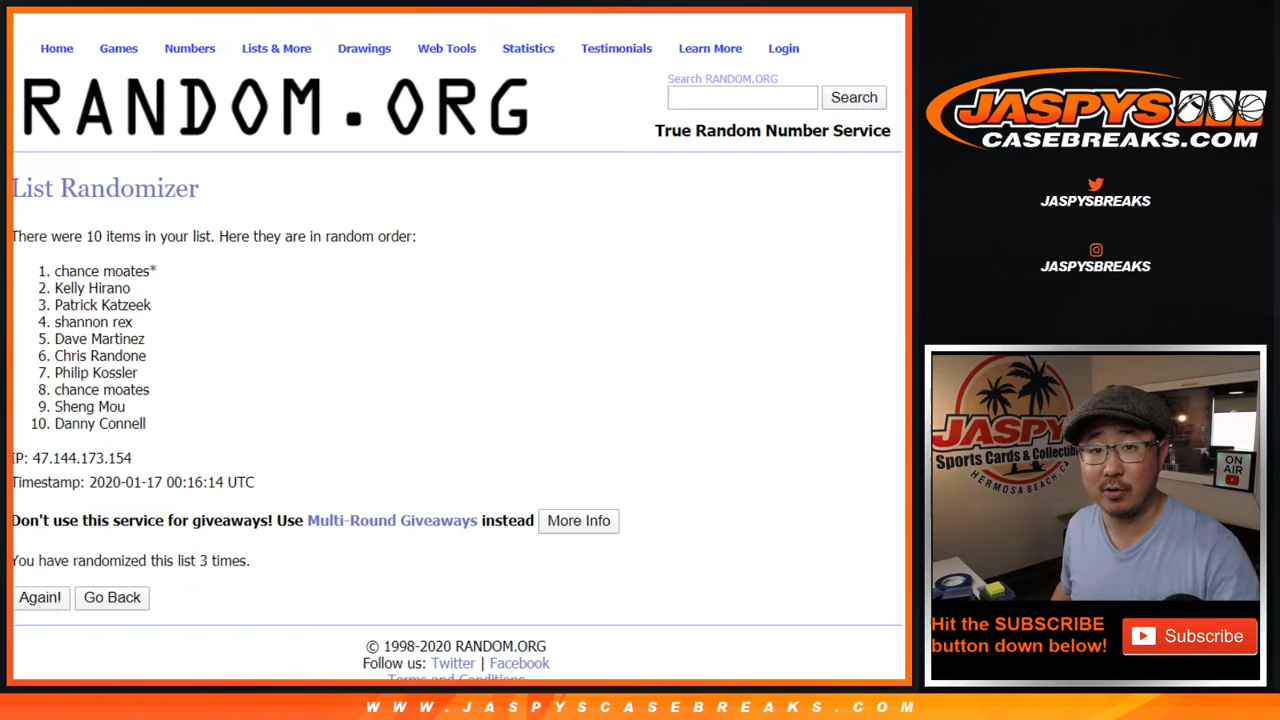 Home Games Numbers Lists & More Drawings Web Tools Statistics Testimonials Learn More Login
RANDOM.ORG
Search RANDOM.ORG
Search
True Random Number Service
List Randomizer
There were 10 items in your list. Here they are in random order:
1. chance moates*
2. Kelly Hirano
3. Patrick Katzeek
4. shannon rex
5. Dave Martinez
6. Chris Randone
7. Philip Kossler
8. chance moates
9. Sheng Mou
10. Danny Connell
IP: 47.144.173.154
Timestamp: 2020-01-17 00:16:14 UTC
Don't use this service for giveaways! Use Multi-Round Giveaways instead More Info
You have randomized this list 3 times.
Again! Go Back
© 1998-2020 RANDOM.ORG
Follow us: Twitter | Facebook
Terms and Conditions
JASPYS
CASEBREAKS.COM
JASPYSBREAKS
JASPYSBREAKS
JASPY
Sports Cards & Collectib
HERMOSA BEACH, CA
ON
AIR
Hit the SUBSCRIBE
button down below!
Subscribe
WWW.JASPYSCASEBREAKS.COM